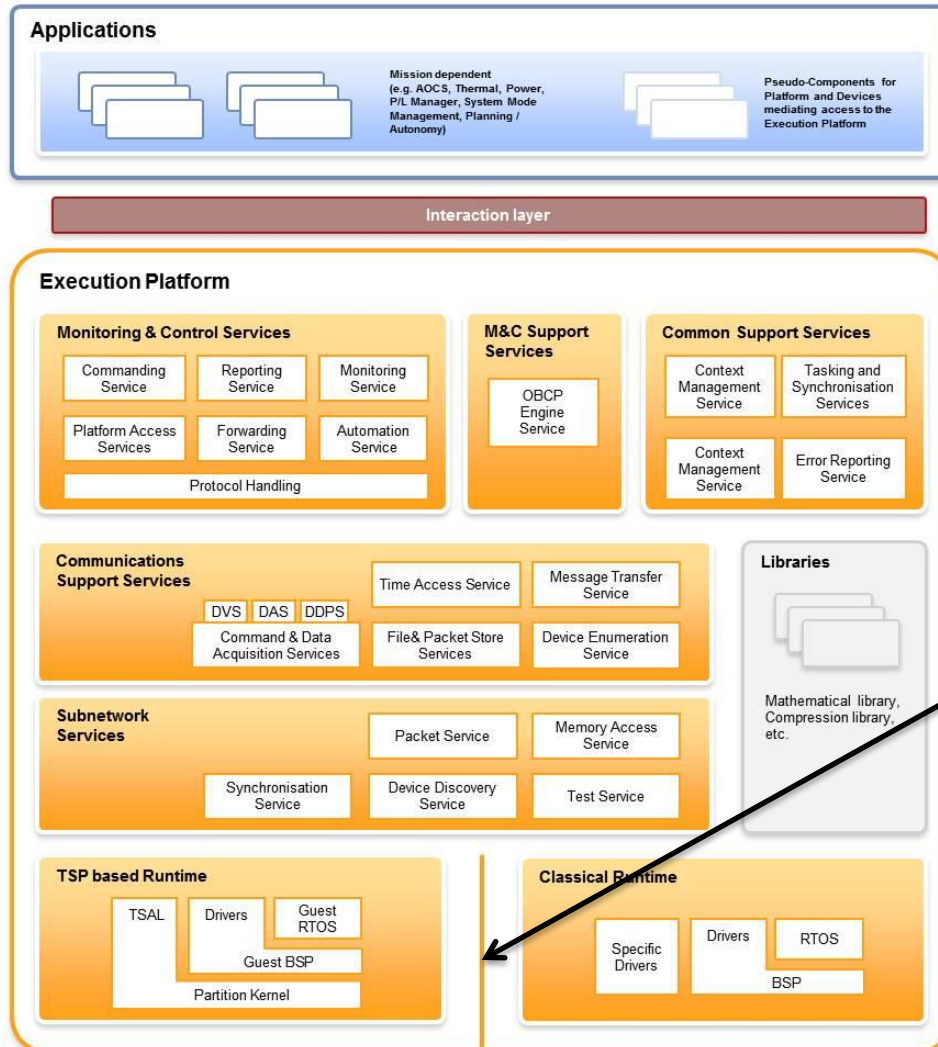 Applications
Mission dependent
(e.g. AOCS, Thermal, Power,
P/L Manager, System Mode
Management, Planning /
Autonomy)
Pseudo-Components for
Platform and Devices
mediating access to the
Execution Platform
Interaction layer
Execution Platform
Monitoring & Control Services
Commanding
Service
Reporting
Service
Monitoring
Service
Platform Access
Services
Forwarding
Service
Automation
Service
Protocol Handling
M&C Support
Services
OBCP
Engine
Service
Common Support Services
Context
Management
Service
Tasking and
Synchronisation
Services
Context
Management
Service
Error Reporting
Service
Communications
Support Services
Time Access Service
Message Transfer
Service
DVS
DAS
DDPS
Command & Data
Acquisition Services
File& Packet Store
Services
Device Enumeration
Service
Libraries
Mathematical library,
Compression library,
etc.
Subnetwork
Services
Packet Service
Memory Access
Service
Synchronisation
Service
Device Discovery
Service
Test Service
TSP based Runtime
TSAL
Drivers
Guest
RTOS
Guest BSP
Partition Kernel
Classical Runtime
Specific
Drivers
Drivers
RTOS
BSP